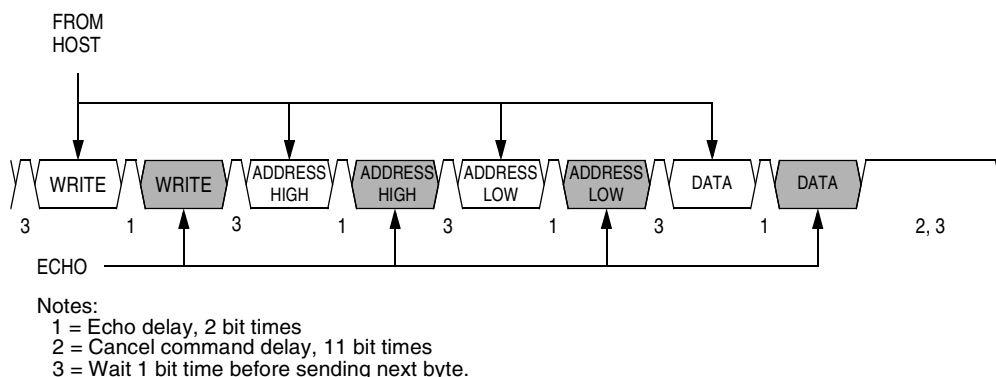 FROM
HOST
WRITE WRITE ADDRESS HIGH ADDRESS HIGH ADDRESS LOW ADDRESS LOW DATA DATA
3 1 3 1 3 1 3 1 2, 3
ECHO
Notes:
1 = Echo delay, 2 bit times
2 = Cancel command delay, 11 bit times
3 = Wait 1 bit time before sending next byte.